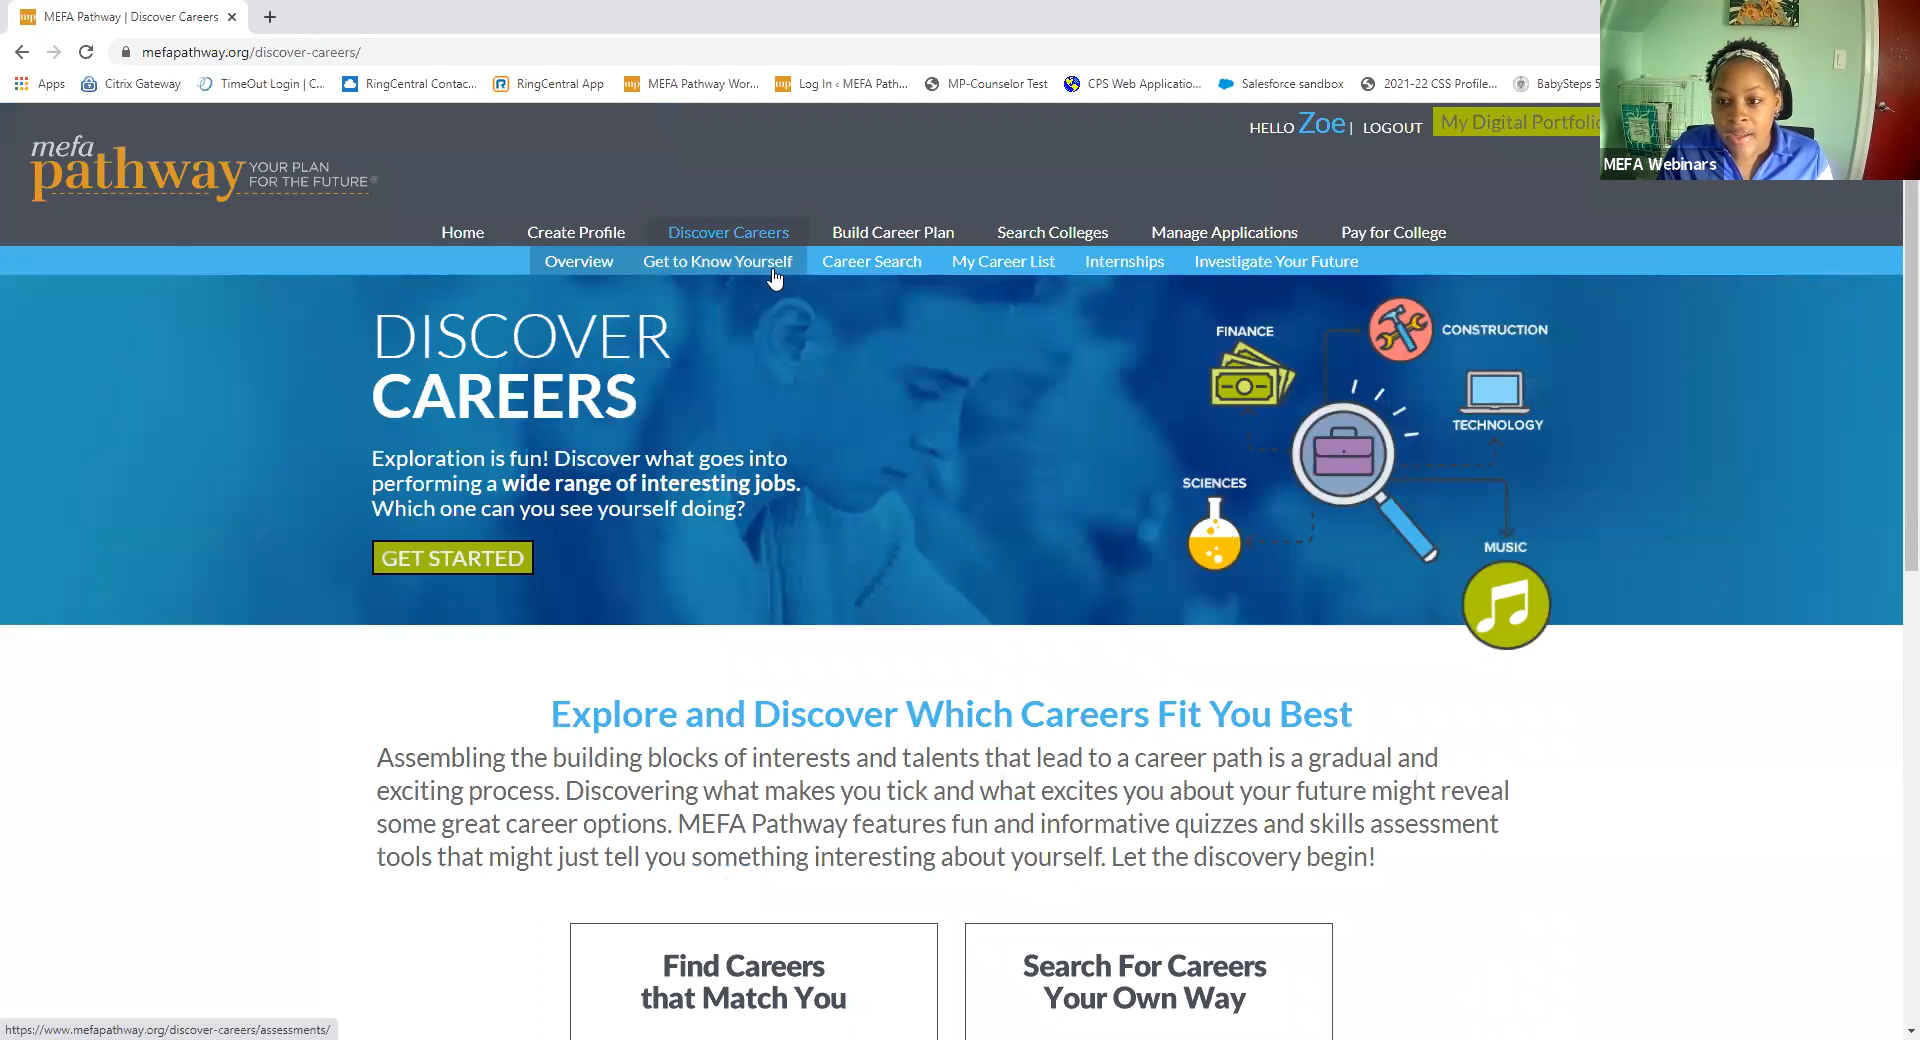 MEFA Pathway | Discover Careers
mefapathway.org/discover-careers/
Apps
Citrix Gateway
TimeOut Login | C...
RingCentral Contac...
RingCentral App
MEFA Pathway Wor...
Log In ‹ MEFA Path...
MP-Counselor Test
CPS Web Applicatio...
Salesforce sandbox
2021-22 CSS Profile...
BabySteps 5
MEFA Webinars
HELLO Zoe | LOGOUT
My Digital Portfolio
mefa
pathway
YOUR PLAN
FOR THE FUTURE®
Home
Create Profile
Discover Careers
Build Career Plan
Search Colleges
Manage Applications
Pay for College
Overview
Get to Know Yourself
Career Search
My Career List
Internships
Investigate Your Future
DISCOVER
CAREERS
Exploration is fun! Discover what goes into
performing a wide range of interesting jobs.
Which one can you see yourself doing?
GET STARTED
FINANCE
CONSTRUCTION
TECHNOLOGY
SCIENCES
MUSIC
Explore and Discover Which Careers Fit You Best
Assembling the building blocks of interests and talents that lead to a career path is a gradual and
exciting process. Discovering what makes you tick and what excites you about your future might reveal
some great career options. MEFA Pathway features fun and informative quizzes and skills assessment
tools that might just tell you something interesting about yourself. Let the discovery begin!
Find Careers
that Match You
Search For Careers
Your Own Way
https://www.mefapathway.org/discover-careers/assessments/